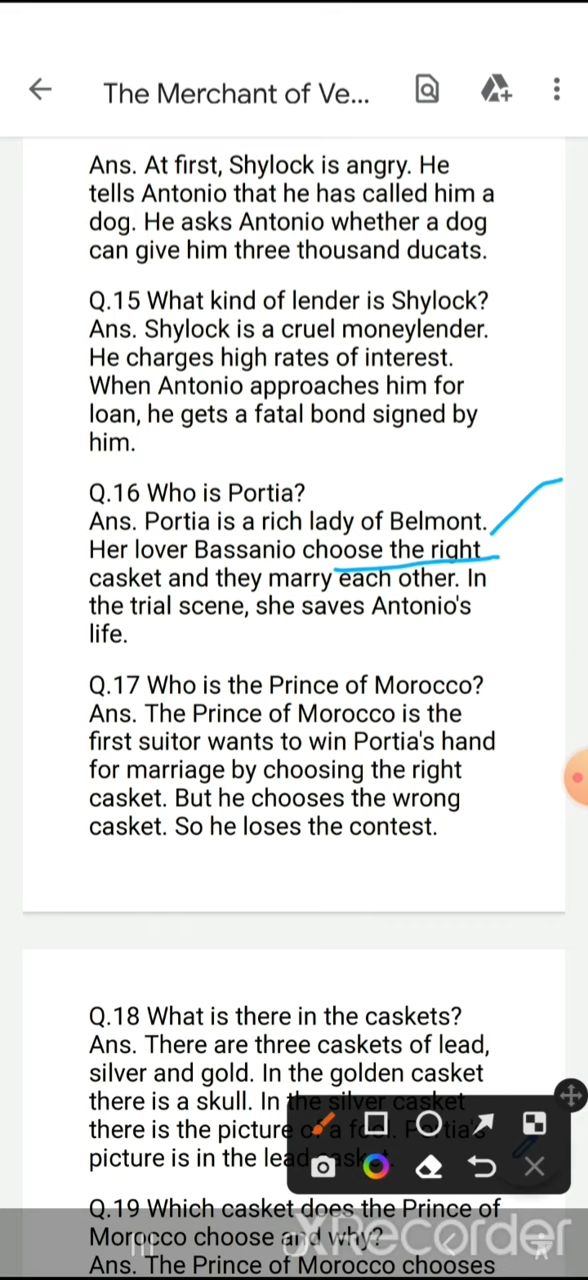 The Merchant of Ve...
Ans. At first, Shylock is angry. He
tells Antonio that he has called him a
dog. He asks Antonio whether a dog
can give him three thousand ducats.
Q.15 What kind of lender is Shylock?
Ans. Shylock is a cruel moneylender.
He charges high rates of interest.
When Antonio approaches him for
loan, he gets a fatal bond signed by
him.
Q.16 Who is Portia?
Ans. Portia is a rich lady of Belmont.
Her lover Bassanio choose the right
casket and they marry each other. In
the trial scene, she saves Antonio's
life.
Q.17 Who is the Prince of Morocco?
Ans. The Prince of Morocco is the
first suitor wants to win Portia's hand
for marriage by choosing the right
casket. But he chooses the wrong
casket. So he loses the contest.
Q.18 What is there in the caskets?
Ans. There are three caskets of lead,
silver and gold. In the golden casket
there is a skull. In the silver casket
there is the picture of a fool. Portia's
picture is in the lead casket.
Q.19 Which casket does the Prince of
Morocco choose and why?
Ans. The Prince of Morocco chooses
XRecorder